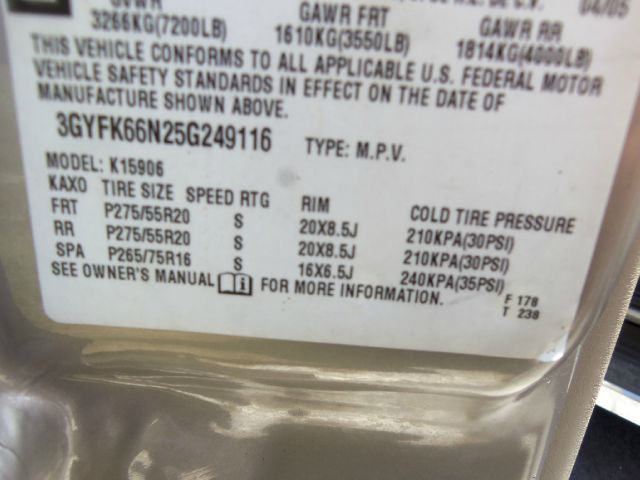 GVWR GAWR FRT GAWR RR 04/05
3266KG(7200LB) 1610KG(3550LB) 1814KG(4000LB)
THIS VEHICLE CONFORMS TO ALL APPLICABLE U.S. FEDERAL MOTOR
VEHICLE SAFETY STANDARDS IN EFFECT ON THE DATE OF
MANUFACTURE SHOWN ABOVE.
3GYFK66N25G249116 TYPE: M.P.V.
MODEL: K15906
KAXO TIRE SIZE SPEED RTG RIM COLD TIRE PRESSURE
FRT P275/55R20 S 20X8.5J 210KPA(30PSI)
RR P275/55R20 S 20X8.5J 210KPA(30PSI)
SPA P265/75R16 S 16X6.5J 240KPA(35PSI)
SEE OWNER'S MANUAL FOR MORE INFORMATION. F 178
T 238